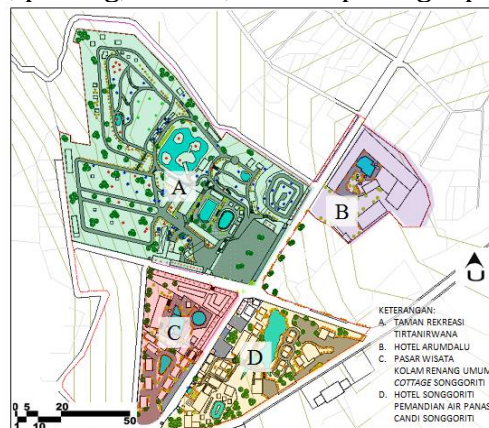 A
B
C
D
KETERANGAN:
A. TAMAN REKREASI
TIRTANIRWANA
B. HOTEL ARUMDALU
C. PASAR WISATA
KOLAM RENANG UMUM
COTTAGE SONGGORITI
D. HOTEL SONGGORITI
PEMANDIAN AIR PANAS
CANDI SONGGORITI
0 5 20
10 50